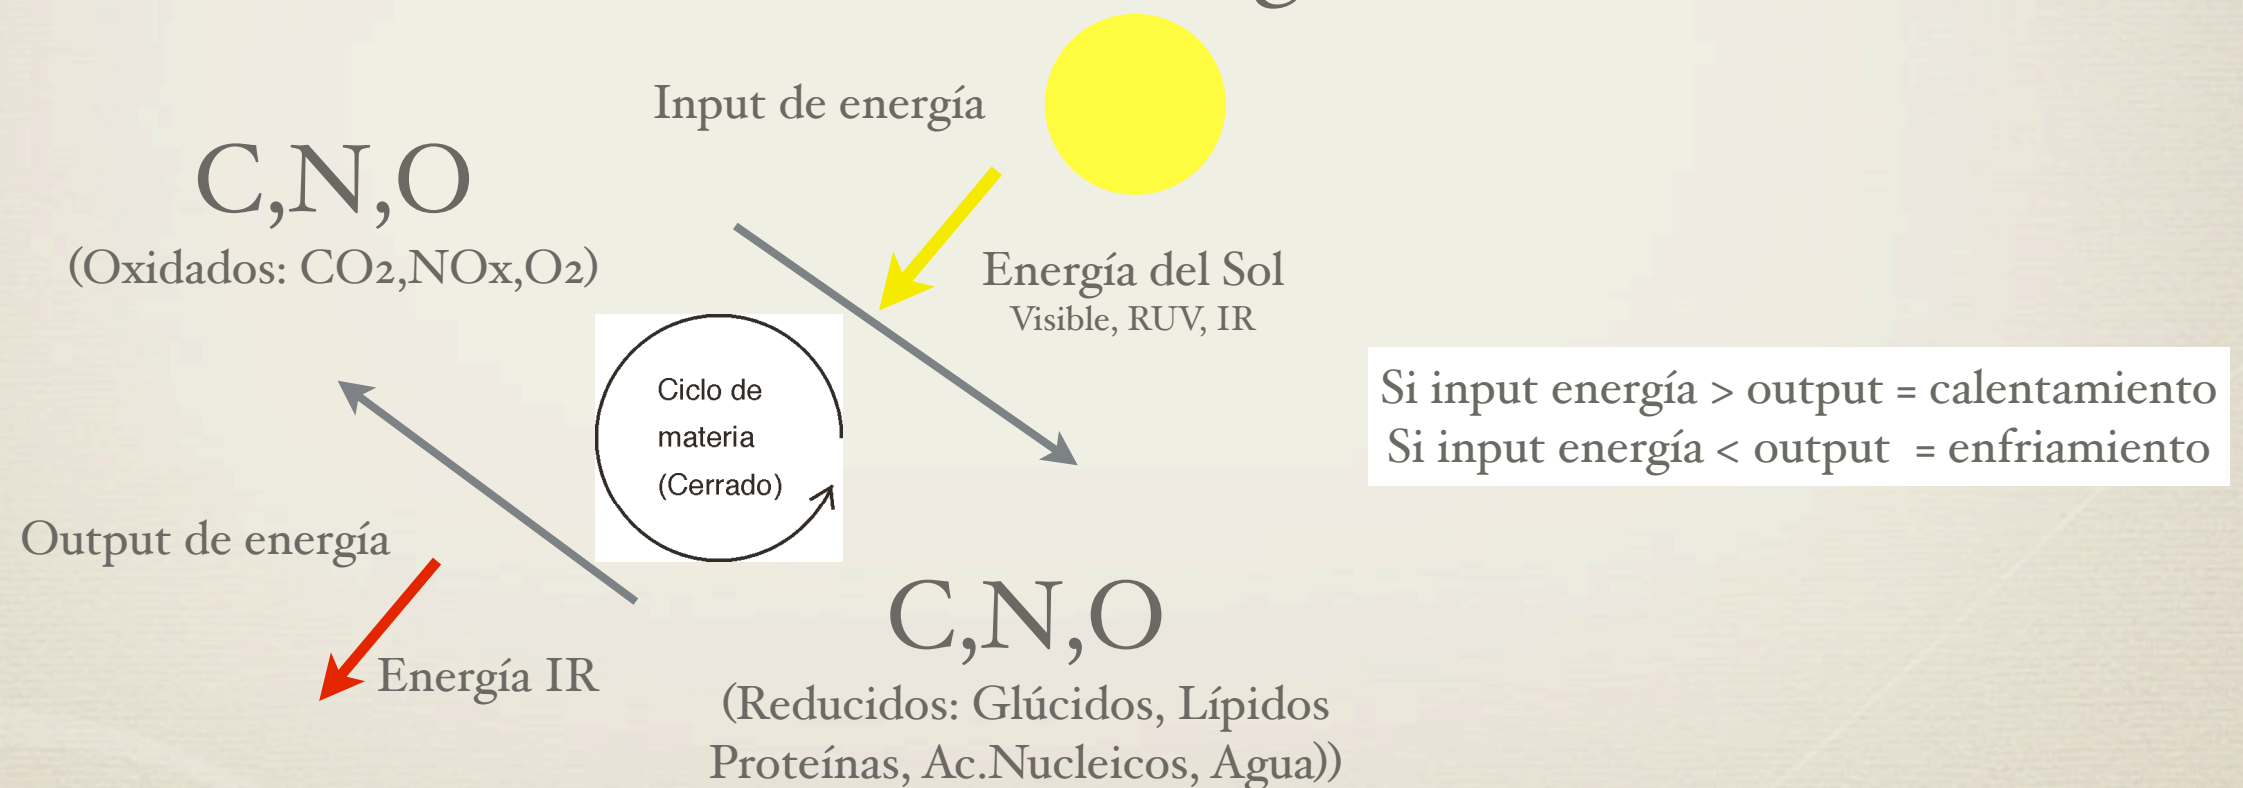 Input de energía
C,N,O
(Oxidados: CO2,NOx,O2)
Energía del Sol
Visible, RUV, IR
Ciclo de
materia
(Cerrado)
Si input energía > output = calentamiento
Si input energía < output = enfriamiento
Output de energía
Energía IR
C,N,O
(Reducidos: Glúcidos, Lípidos
Proteínas, Ac.Nucleicos, Agua))